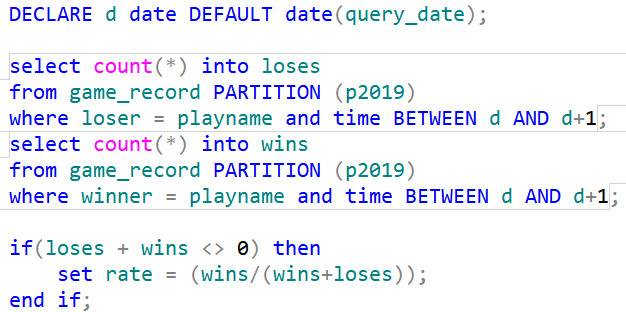 DECLARE d date DEFAULT date(query_date);
select count(*) into loses
from game_record PARTITION (p2019)
where loser = playname and time BETWEEN d AND d+1;
select count(*) into wins
from game_record PARTITION (p2019)
where winner = playname and time BETWEEN d AND d+1;
if(loses + wins <> 0) then
    set rate = (wins/(wins+loses));
end if;